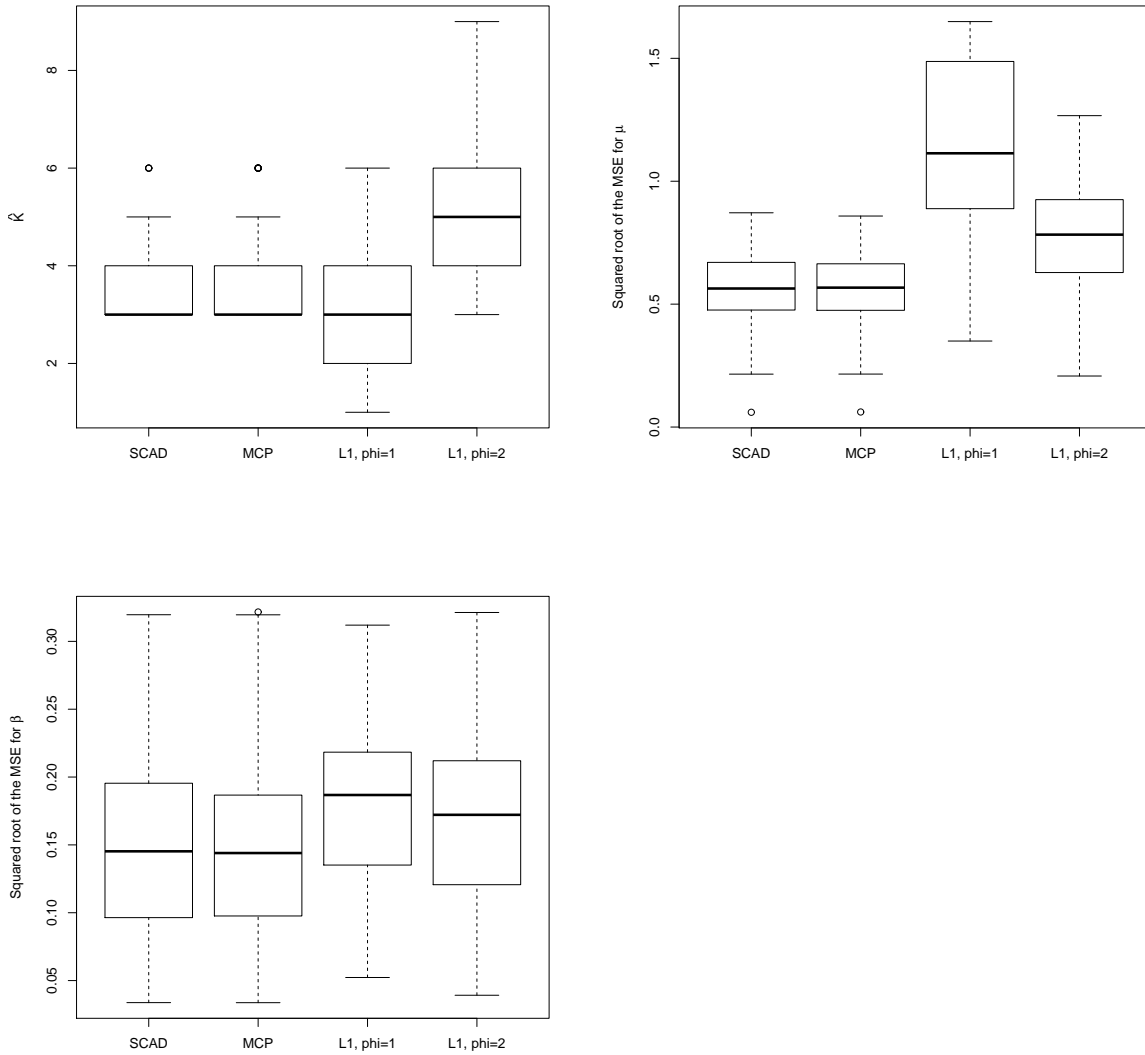 K̂
8
6
4
2
SCAD
MCP
L1, phi=1
L1, phi=2
Squared root of the MSE for μ
1.5
1.0
0.5
0.0
SCAD
MCP
L1, phi=1
L1, phi=2
Squared root of the MSE for β
0.30
0.25
0.20
0.15
0.10
0.05
SCAD
MCP
L1, phi=1
L1, phi=2